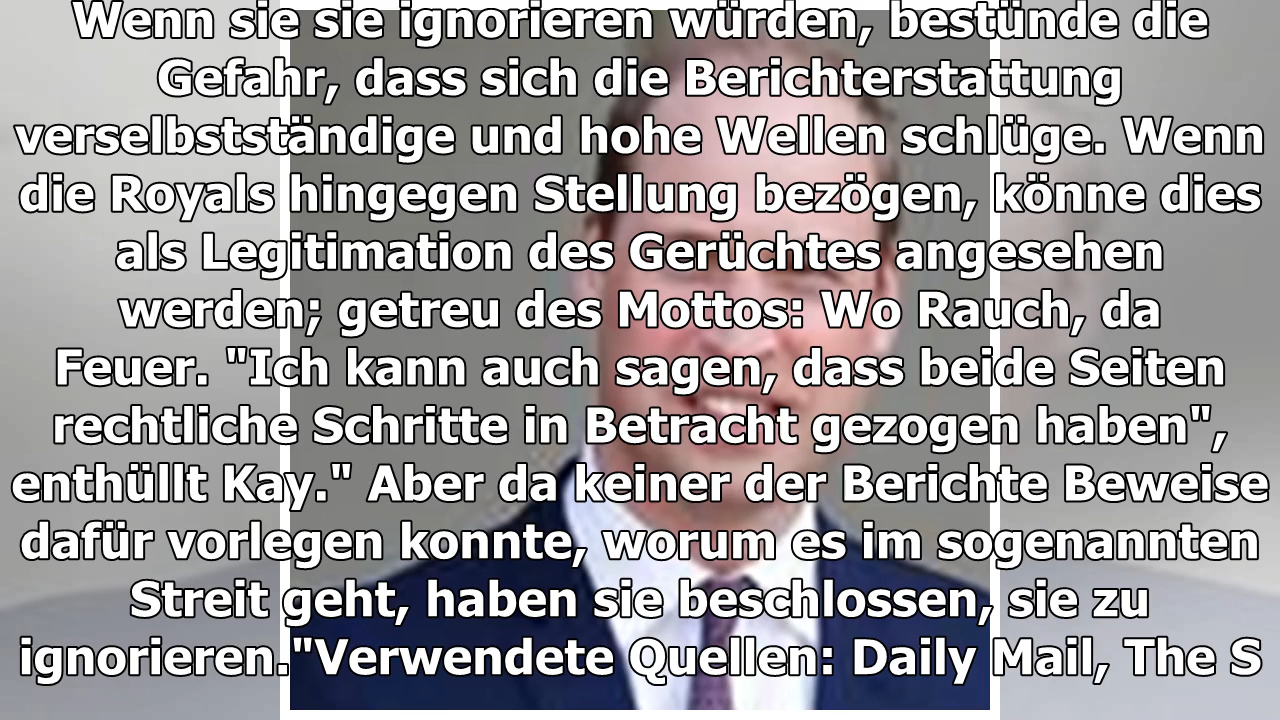 Wenn sie sie ignorieren würden, bestünde die
Gefahr, dass sich die Berichterstattung
verselbstständige und hohe Wellen schlüge. Wenn
die Royals hingegen Stellung bezögen, könne dies
als Legitimation des Gerüchtes angesehen
werden; getreu des Mottos: Wo Rauch, da
Feuer. "Ich kann auch sagen, dass beide Seiten
rechtliche Schritte in Betracht gezogen haben",
enthüllt Kay." Aber da keiner der Berichte Beweise
dafür vorlegen konnte, worum es im sogenannten
Streit geht, haben sie beschlossen, sie zu
ignorieren."Verwendete Quellen: Daily Mail, The S